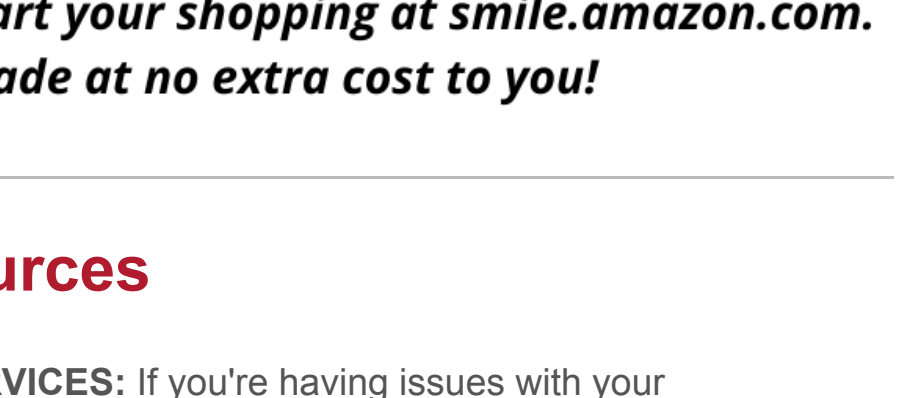 art your shopping at smile.amazon.com.
ade at no extra cost to you!
urces
VICES: If you're having issues with your